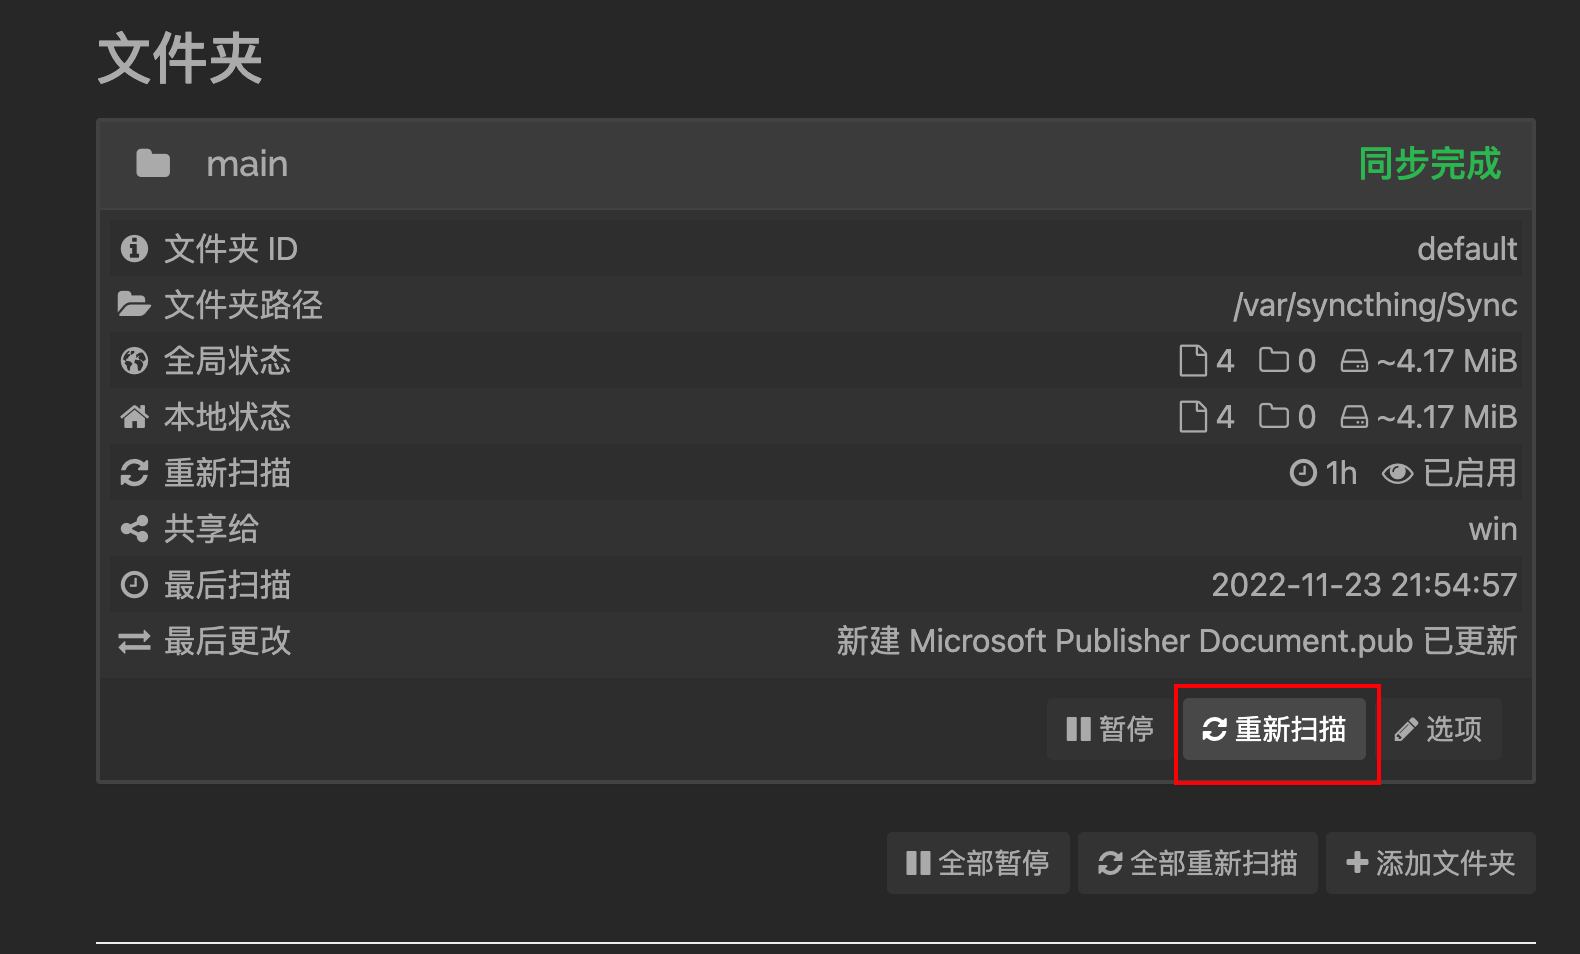 文件夹
main 同步完成
文件夹 ID default
文件夹路径 /var/syncthing/Sync
全局状态 4 0 ~4.17 MiB
本地状态 4 0 ~4.17 MiB
重新扫描 1h 已启用
共享给 win
最后扫描 2022-11-23 21:54:57
最后更改 新建 Microsoft Publisher Document.pub 已更新
暂停 重新扫描 选项
全部暂停 全部重新扫描 添加文件夹